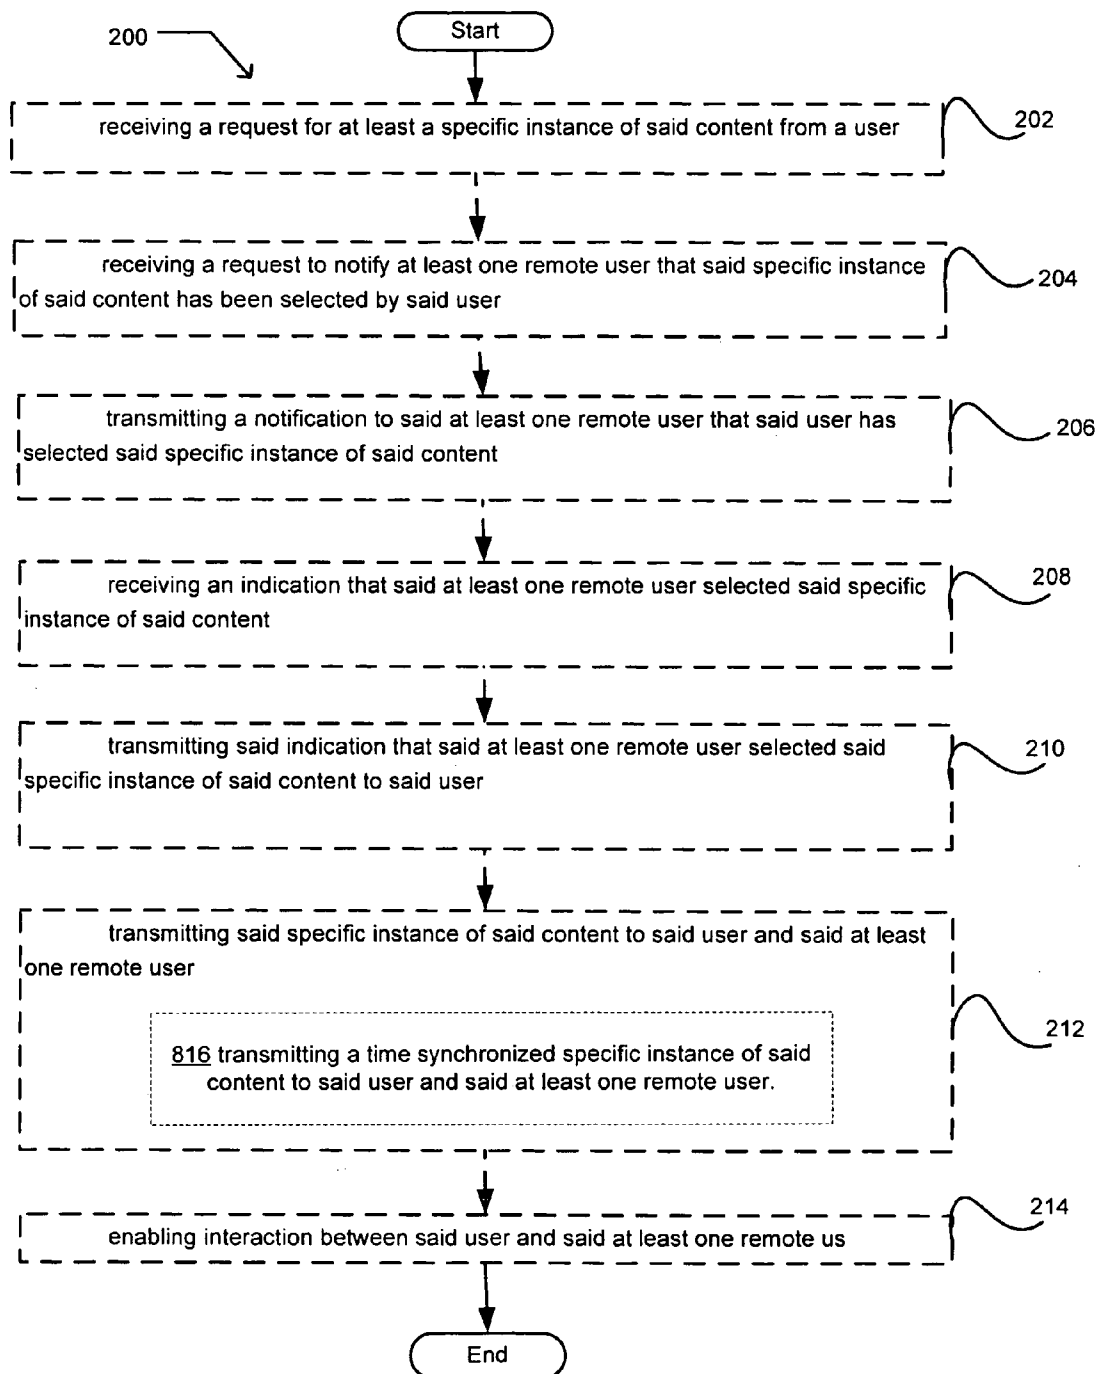 Start
200
receiving a request for at least a specific instance of said content from a user
202
receiving a request to notify at least one remote user that said specific instance
of said content has been selected by said user
204
transmitting a notification to said at least one remote user that said user has
selected said specific instance of said content
206
receiving an indication that said at least one remote user selected said specific
instance of said content
208
transmitting said indication that said at least one remote user selected said
specific instance of said content to said user
210
transmitting said specific instance of said content to said user and said at least
one remote user
816 transmitting a time synchronized specific instance of said
content to said user and said at least one remote user.
212
enabling interaction between said user and said at least one remote us
214
End